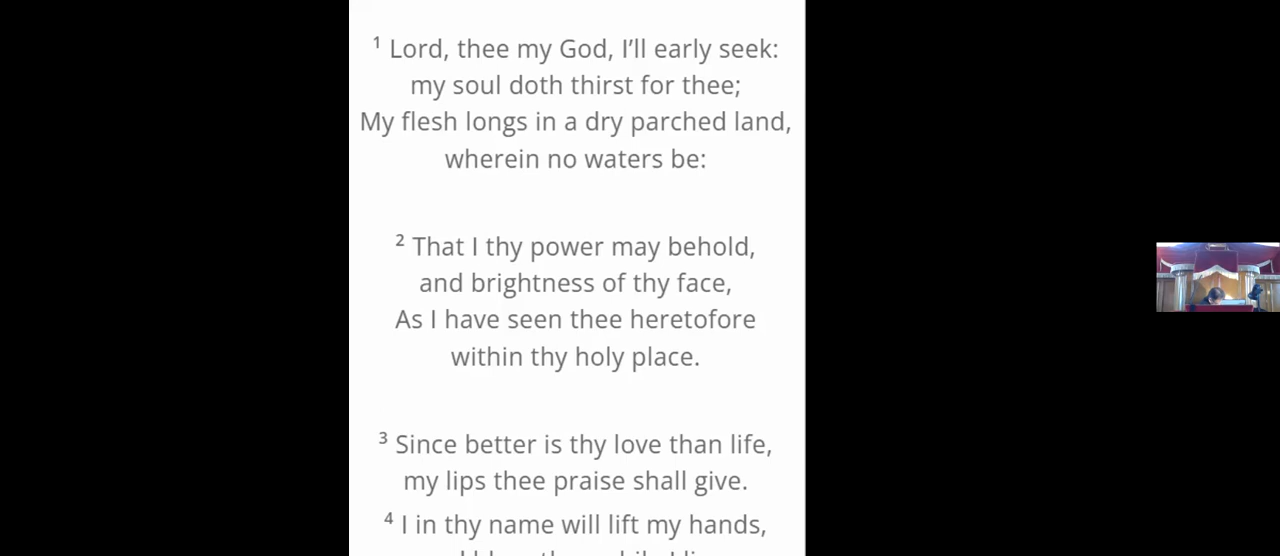 1 Lord, thee my God, I’ll early seek:
my soul doth thirst for thee;
My flesh longs in a dry parched land,
wherein no waters be:
2 That I thy power may behold,
and brightness of thy face,
As I have seen thee heretofore
within thy holy place.
3 Since better is thy love than life,
my lips thee praise shall give.
4 I in thy name will lift my hands,